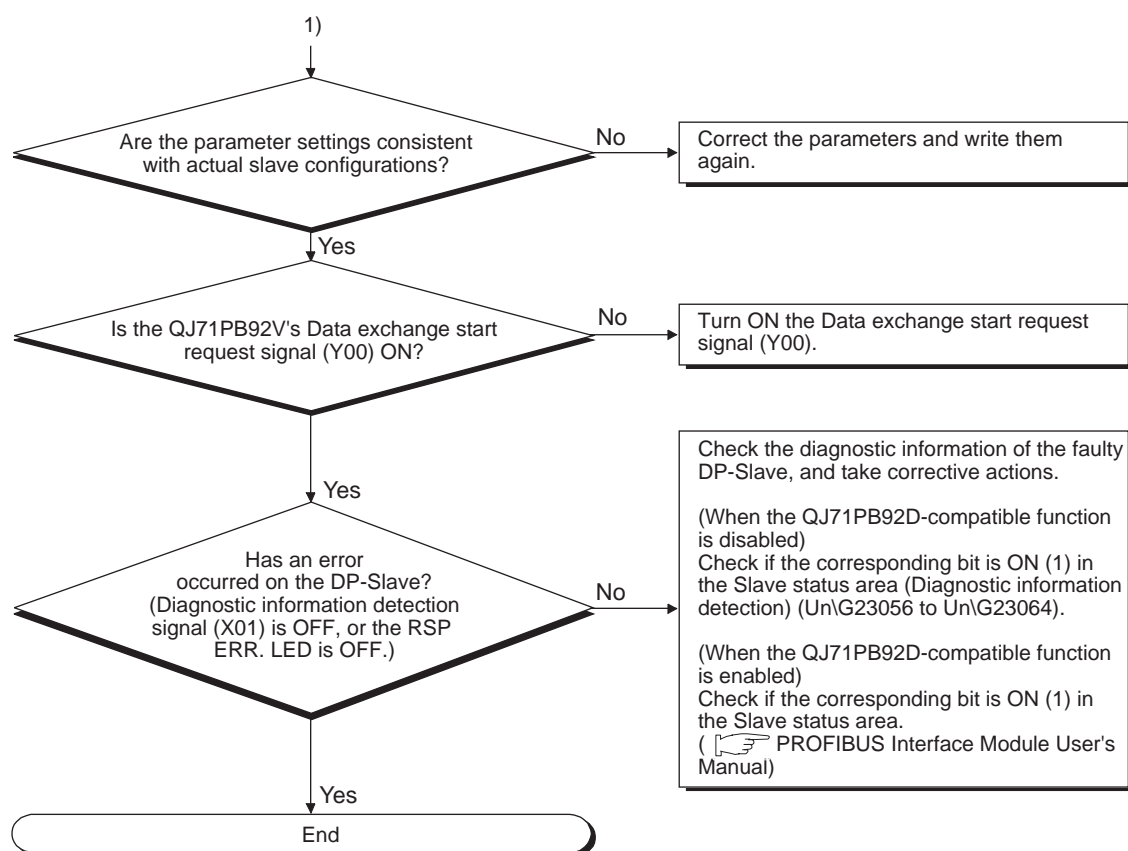 1)
Are the parameter settings consistent
with actual slave configurations?
No
Correct the parameters and write them
again.
Yes
Is the QJ71PB92V's Data exchange start
request signal (Y00) ON?
No
Turn ON the Data exchange start request
signal (Y00).
Yes
Has an error
occurred on the DP-Slave?
(Diagnostic information detection
signal (X01) is OFF, or the RSP
ERR. LED is OFF.)
No
Check the diagnostic information of the faulty
DP-Slave, and take corrective actions.
(When the QJ71PB92D-compatible function
is disabled)
Check if the corresponding bit is ON (1) in
the Slave status area (Diagnostic information
detection) (Un\G23056 to Un\G23064).
(When the QJ71PB92D-compatible function
is enabled)
Check if the corresponding bit is ON (1) in
the Slave status area.
( PROFIBUS Interface Module User's
Manual)
Yes
End